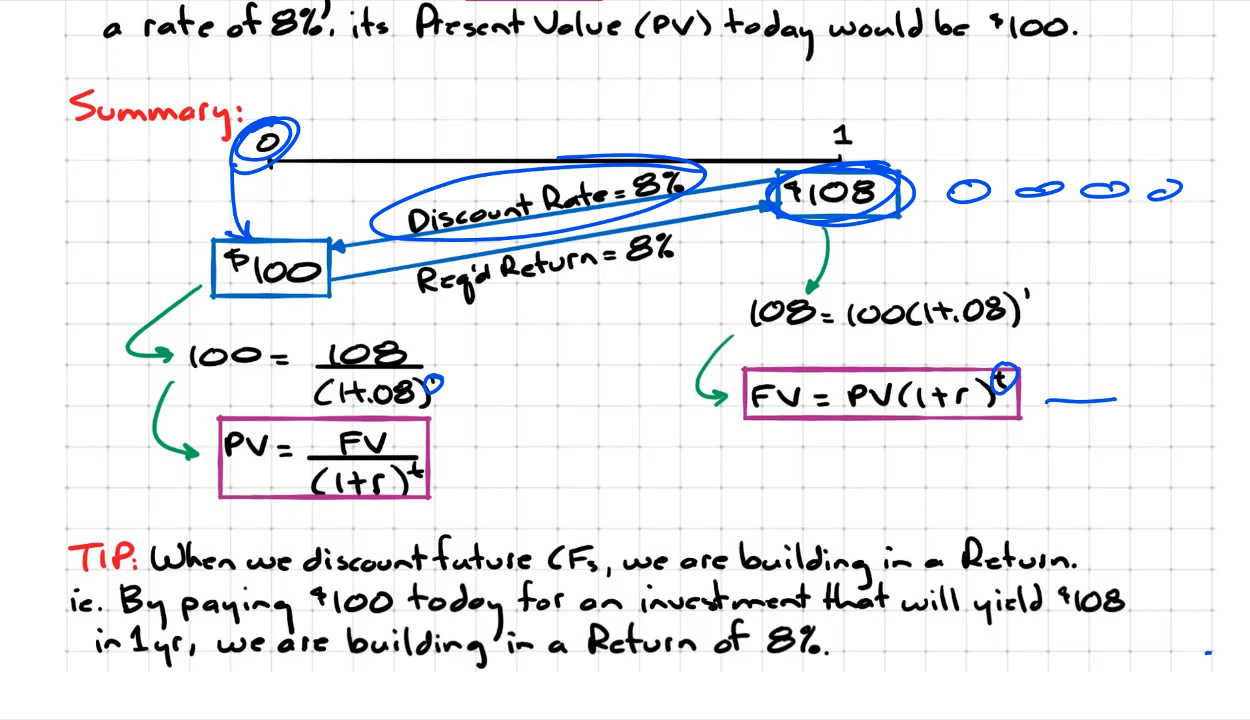 a rate of 8%, its Present Value (PV) today would be $100.
Summary:
0
1
Discount Rate = 8%
$108
$100
Req'd Return = 8%
108 = 100(1+.08)¹
100 = 108
(1+.08)¹
FV = PV(1+r)^t
PV = FV
(1+r)^t
TIP: When we discount future CFs, we are building in a Return.
ie. By paying $100 today for an investment that will yield $108
in 1yr, we are building in a Return of 8%.